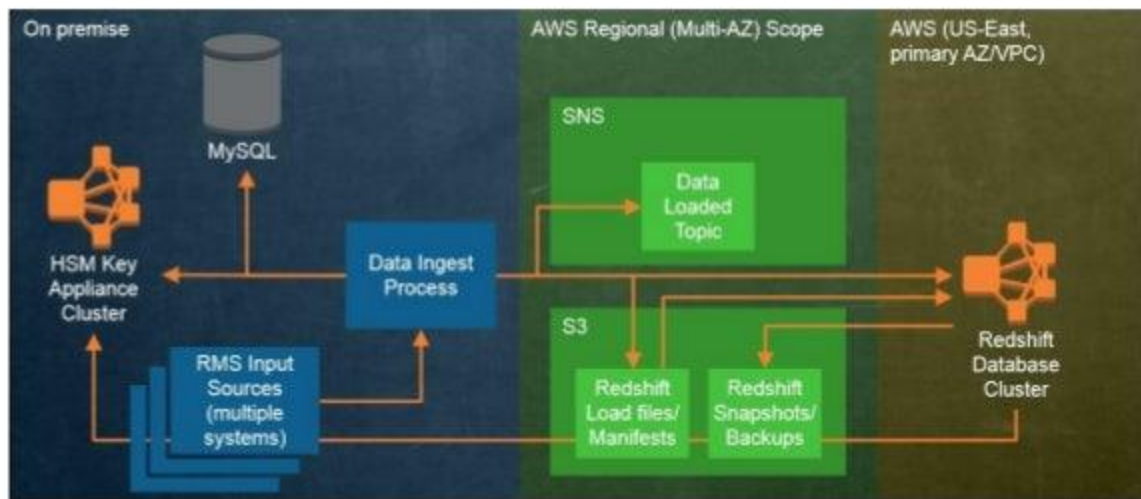 On premise
AWS Regional (Multi-AZ) Scope
AWS (US-East,
primary AZ/VPC)
MySQL
SNS
Data
Loaded
Topic
HSM Key
Appliance
Cluster
Data Ingest
Process
S3
Redshift
Database
Cluster
RMS Input
Sources
(multiple
systems)
Redshift
Load files/
Manifests
Redshift
Snapshots/
Backups